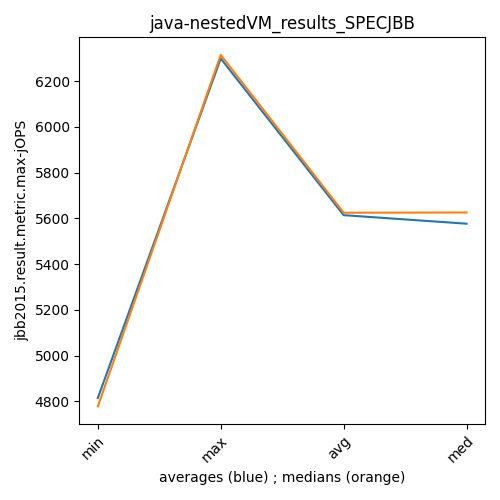 java-nestedVM_results_SPECJBB
jbb2015.result.metric.max-jOPS
6200
6000
5800
5600
5400
5200
5000
4800
min
max
avg
med
averages (blue) ; medians (orange)